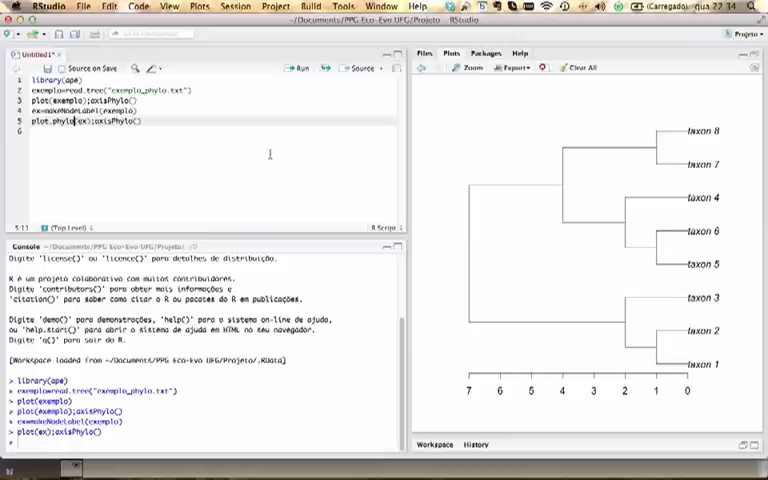 RStudio File Edit Code View Plots Session Project Build Tools Window Help (Carregado) qua 22 14
~/Documents/PPG Eco-Evo UFG/Projeto - RStudio
Projeto
Untitled1*
Source on Save
Run
Source
1 library(ape)
2 exemplo=read.tree("exemplo_phylo.txt")
3 plot(exemplo);axisPhylo()
4 ex=makeNodeLabel(exemplo)
5 plot.phylo(ex);axisPhylo()
6
5:11 (Top Level) R Script
Console ~/Documents/PPG Eco-Evo UFG/Projeto/
Digite 'license()' ou 'licence()' para detalhes de distribuição.
R é um projeto colaborativo com muitos contribuidores.
Digite 'contributors()' para obter mais informações e
'citation()' para saber como citar o R ou pacotes do R em publicações.
Digite 'demo()' para demonstrações, 'help()' para o sistema on-line de ajuda,
ou 'help.start()' para abrir o sistema de ajuda em HTML no seu navegador.
Digite 'q()' para sair do R.
[Workspace loaded from ~/Documents/PPG Eco-Evo UFG/Projeto/.RData]
> library(ape)
> exemplo=read.tree("exemplo_phylo.txt")
> plot(exemplo)
> plot(exemplo);axisPhylo()
> ex=makeNodeLabel(exemplo)
> plot(ex);axisPhylo()
>
Files Plots Packages Help
Zoom Export Clear All
taxon 8
taxon 7
taxon 4
taxon 6
taxon 5
taxon 3
taxon 2
taxon 1
7 6 5 4 3 2 1 0
Workspace History